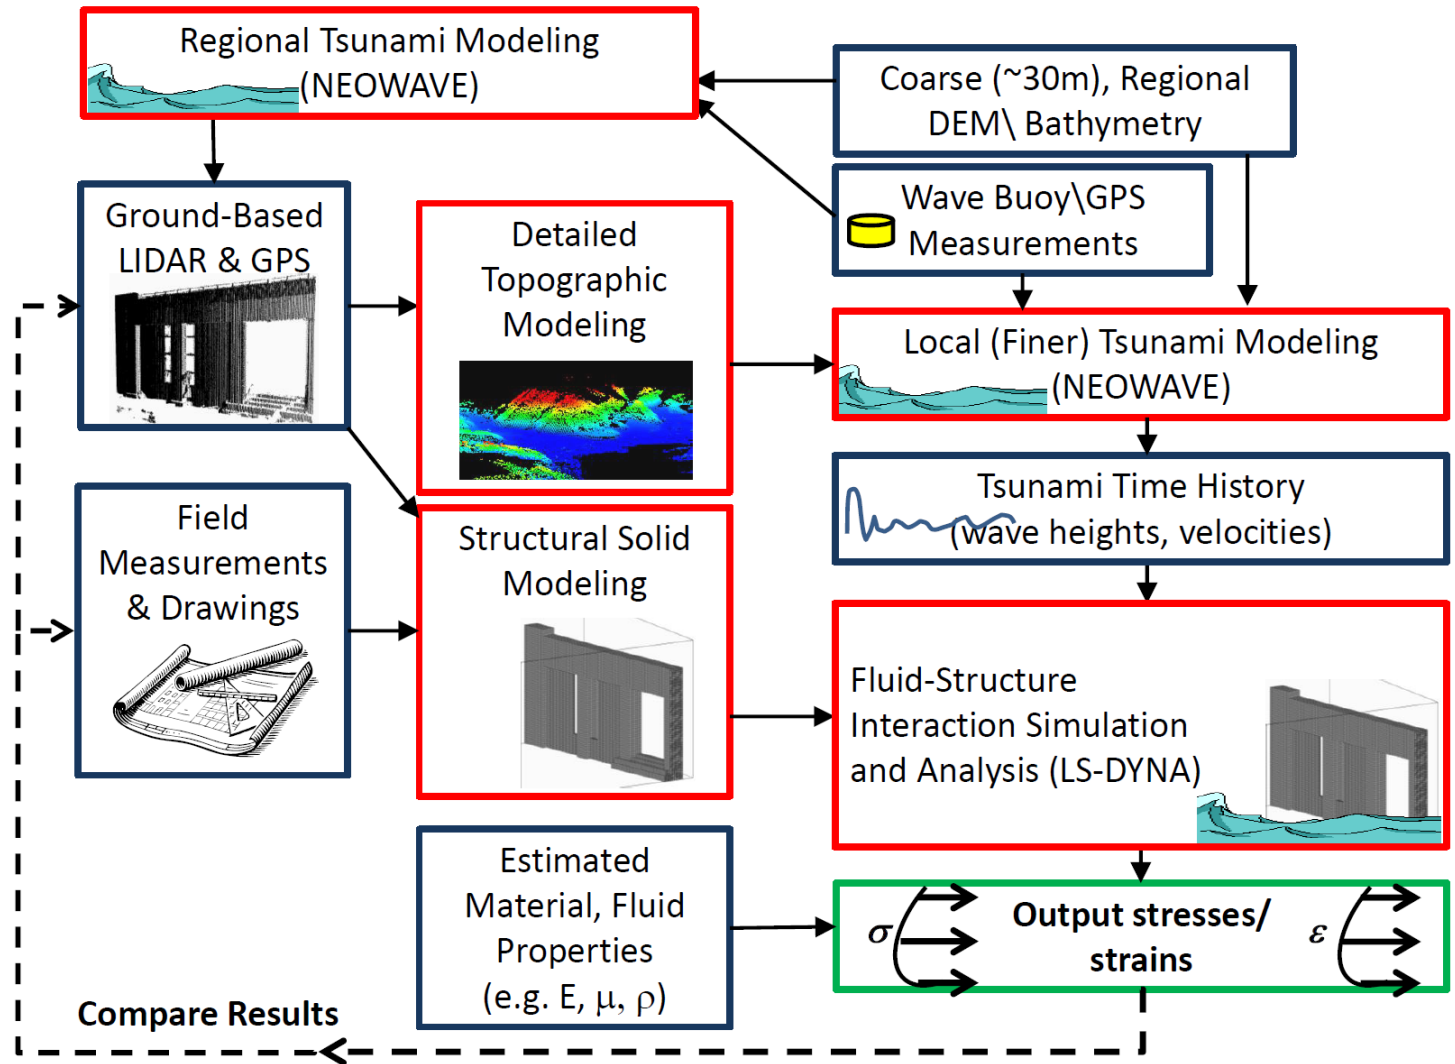 Regional Tsunami Modeling
(NEOWAVE)
Coarse (~30m), Regional
DEM\ Bathymetry
Wave Buoy\GPS
Measurements
Ground-Based
LIDAR & GPS
Detailed
Topographic
Modeling
Local (Finer) Tsunami Modeling
(NEOWAVE)
Tsunami Time History
(wave heights, velocities)
Field
Measurements
& Drawings
Structural Solid
Modeling
Fluid-Structure
Interaction Simulation
and Analysis (LS-DYNA)
Estimated
Material, Fluid
Properties
(e.g. E, μ, ρ)
σ
Output stresses/
strains
ε
Compare Results